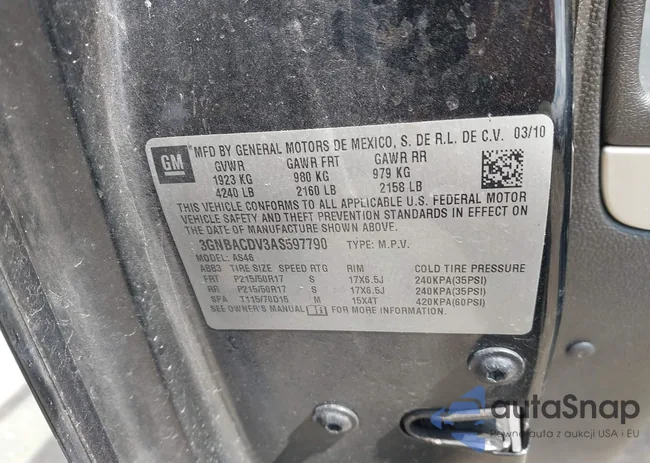 GM
MFD BY GENERAL MOTORS DE MEXICO, S. DE R.L. DE C.V. 03/10
GVWR GAWR FRT GAWR RR
1923 KG 980 KG 979 KG
4240 LB 2160 LB 2158 LB
THIS VEHICLE CONFORMS TO ALL APPLICABLE U.S. FEDERAL MOTOR
VEHICLE SAFETY AND THEFT PREVENTION STANDARDS IN EFFECT ON
THE DATE OF MANUFACTURE SHOWN ABOVE.
3GNBACDV3AS597790 TYPE: M.P.V.
MODEL: AS46
ABB3 TIRE SIZE SPEED RTG RIM COLD TIRE PRESSURE
FRT P215/50R17 S 17X6.5J 240KPA(35PSI)
RR P215/50R17 S 17X6.5J 240KPA(35PSI)
SPA T115/70D15 M 15X4T 420KPA(60PSI)
SEE OWNER'S MANUAL FOR MORE INFORMATION.
autaSnap
Pewne auta z aukcji USA i EU